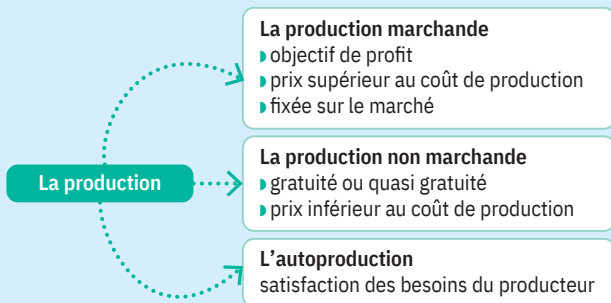 La production marchande
objectif de profit
prix supérieur au coût de production
fixée sur le marché
La production
La production non marchande
gratuité ou quasi gratuité
prix inférieur au coût de production
L’autoproduction
satisfaction des besoins du producteur